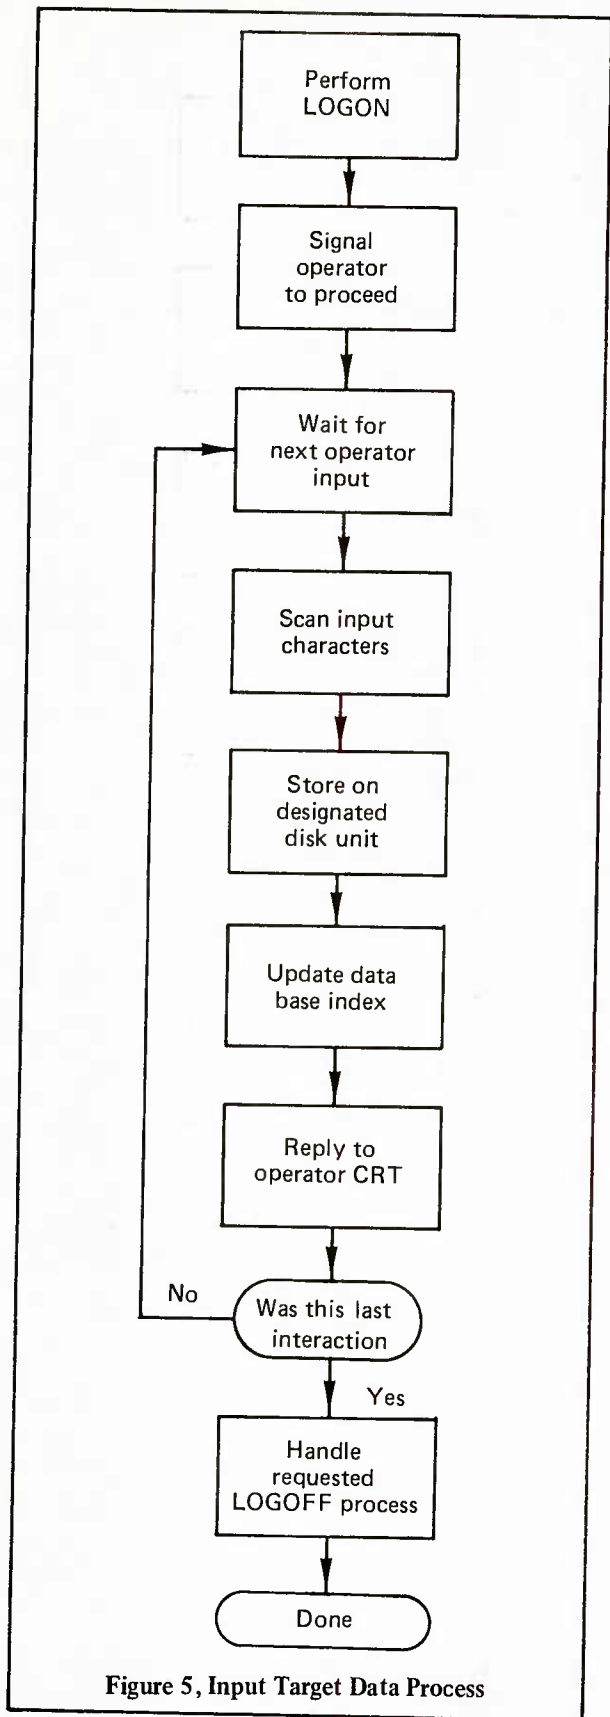 Perform
LOGON
Signal
operator
to proceed
Wait for
next operator
input
Scan input
characters
Store on
designated
disk unit
Update data
base index
Reply to
operator CRT
No
Was this last
interaction
Yes
Handle
requested
LOGOFF process
Done
Figure 5, Input Target Data Process